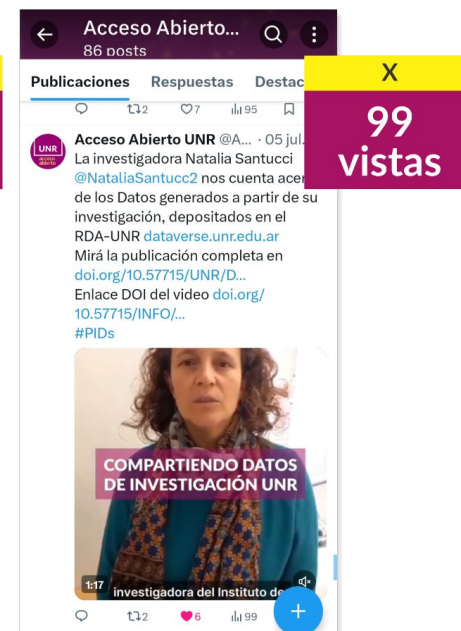 Acceso Abierto...
86 posts
Publicaciones Respuestas Destac
2 7 95
X
99
vistas
UNR
acceso
abierto
Acceso Abierto UNR @A... · 05 jul.
La investigadora Natalia Santucci
@NataliaSantucc2 nos cuenta acer
de los Datos generados a partir de su
investigación, depositados en el
RDA-UNR dataverse.unr.edu.ar
Mirá la publicación completa en
doi.org/10.57715/UNR/D...
Enlace DOI del video doi.org/
10.57715/INFO/...
#PIDs
COMPARTIENDO DATOS
DE INVESTIGACIÓN UNR
1:17 investigadora del Instituto de
2 6 99